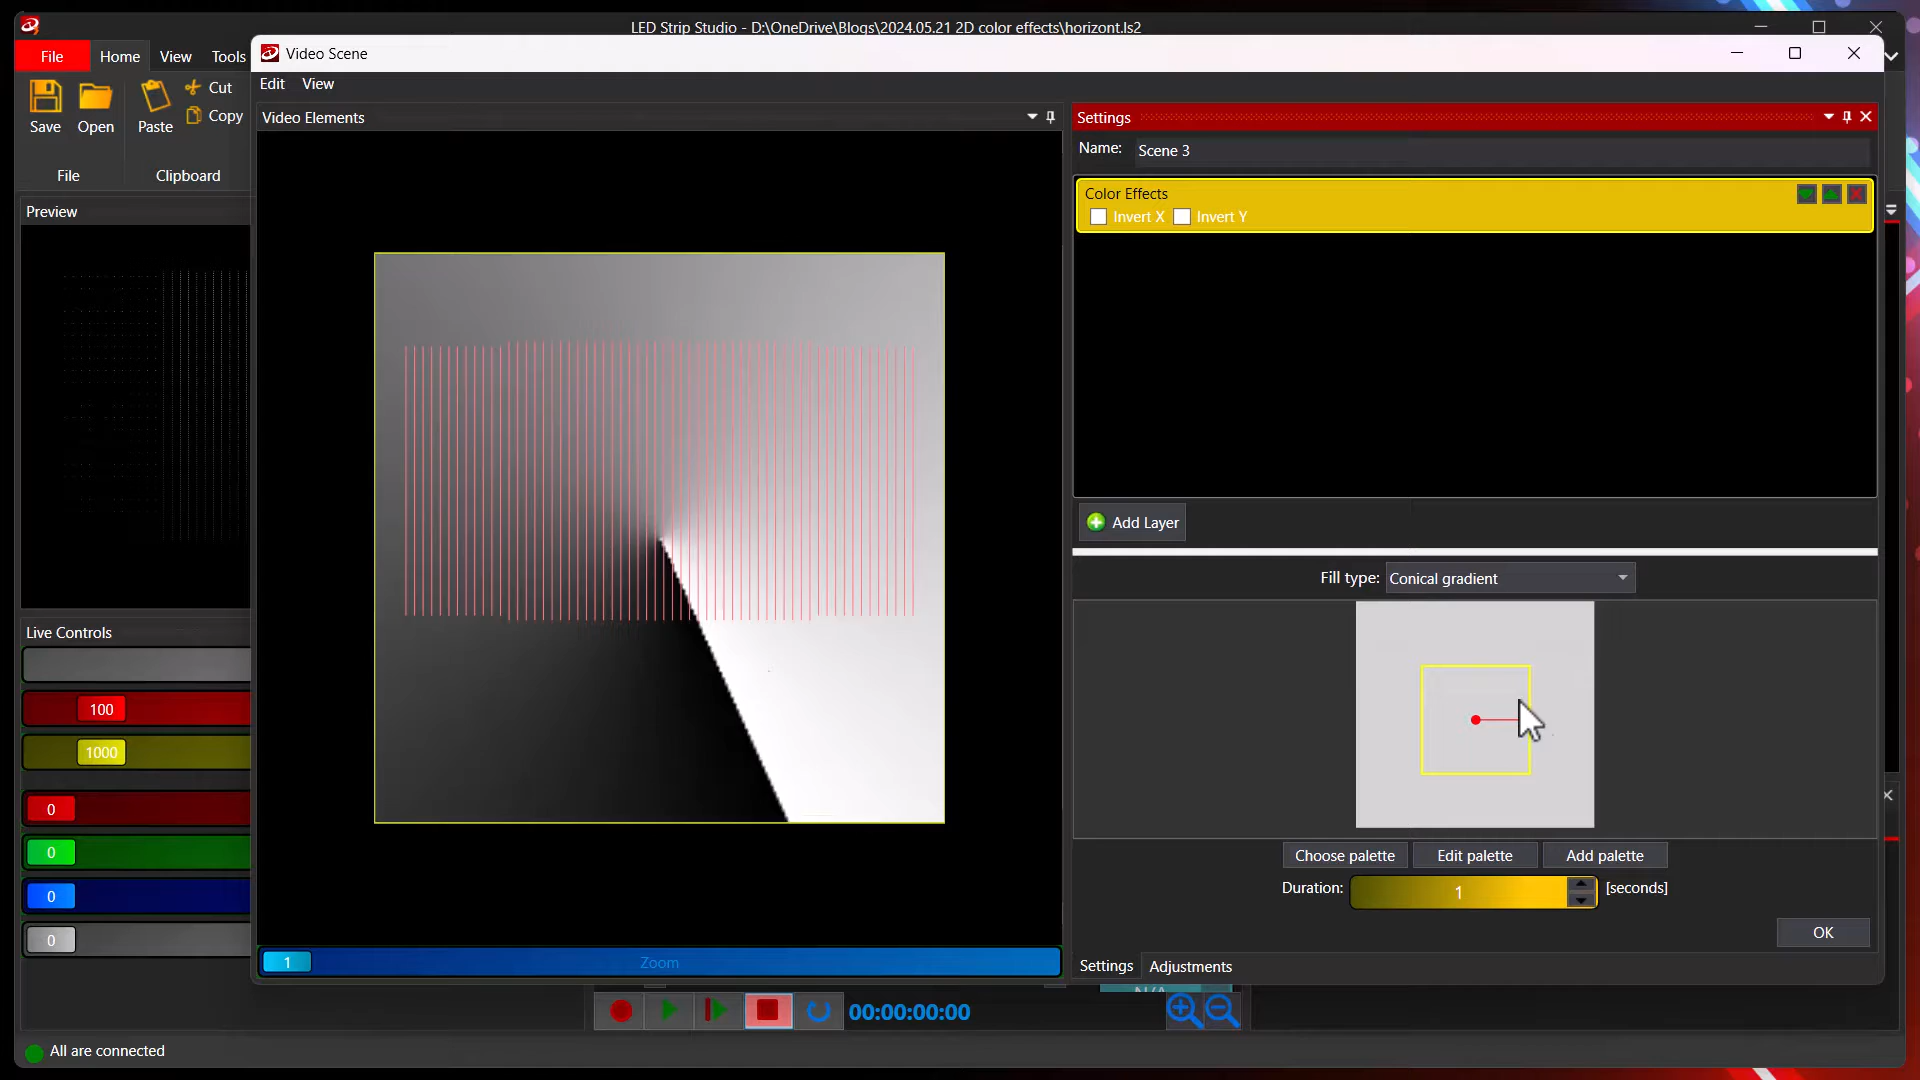 LED Strip Studio - D:\OneDrive\Blogs\2024.05.21 2D color effects\horizont.ls2
File Home View Tools
Video Scene
Edit View
Save Open Paste Cut
Copy
File Clipboard
Preview
Video Elements
Settings
Name: Scene 3
Color Effects
Invert X Invert Y
Add Layer
Fill type: Conical gradient
Choose palette Edit palette Add palette
Duration: 1 [seconds]
OK
Settings Adjustments
1 Zoom
Live Controls
100
1000
0
0
0
0
N/A
00:00:00:00
All are connected